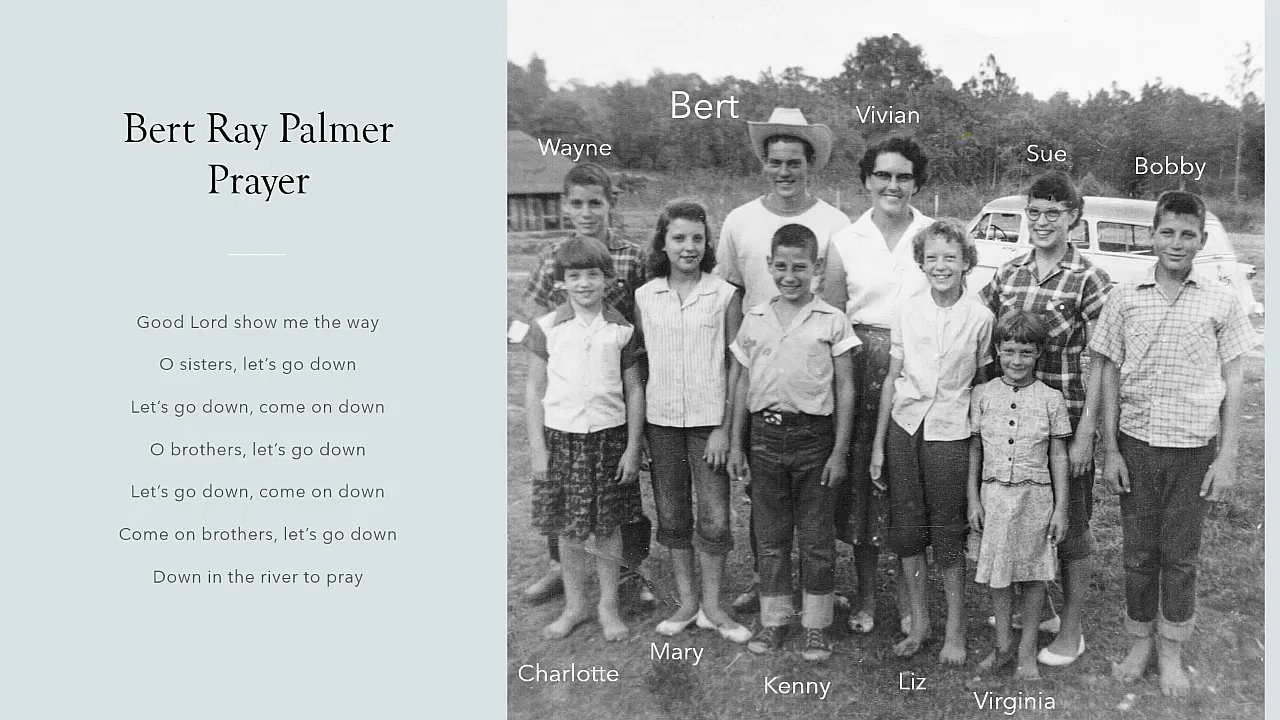 Bert Ray Palmer
Prayer
Good Lord show me the way
O sisters, let’s go down
Let’s go down, come on down
O brothers, let’s go down
Let’s go down, come on down
Come on brothers, let’s go down
Down in the river to pray
Bert
Vivian
Wayne
Sue
Bobby
Charlotte
Mary
Kenny
Liz
Virginia